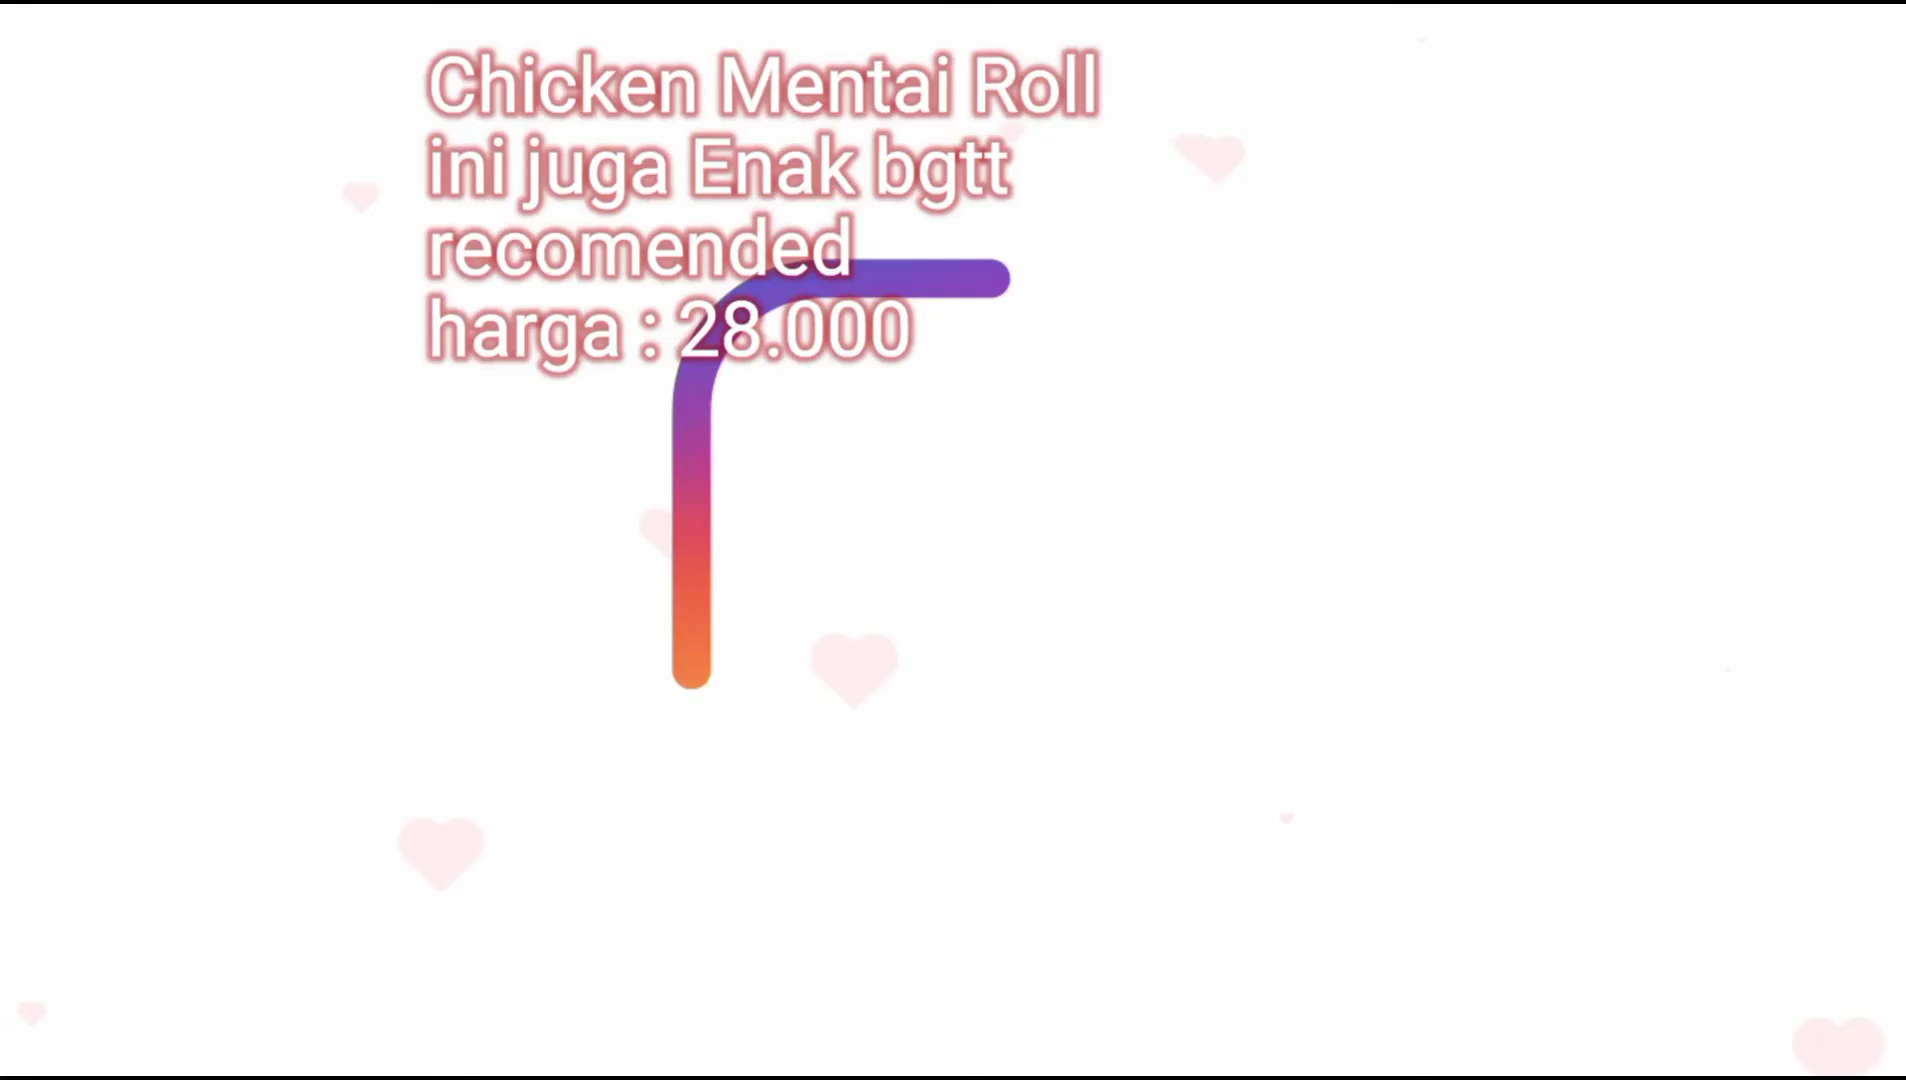 Chicken Mentai Roll
ini juga Enak bgtt
recomended
harga : 28.000